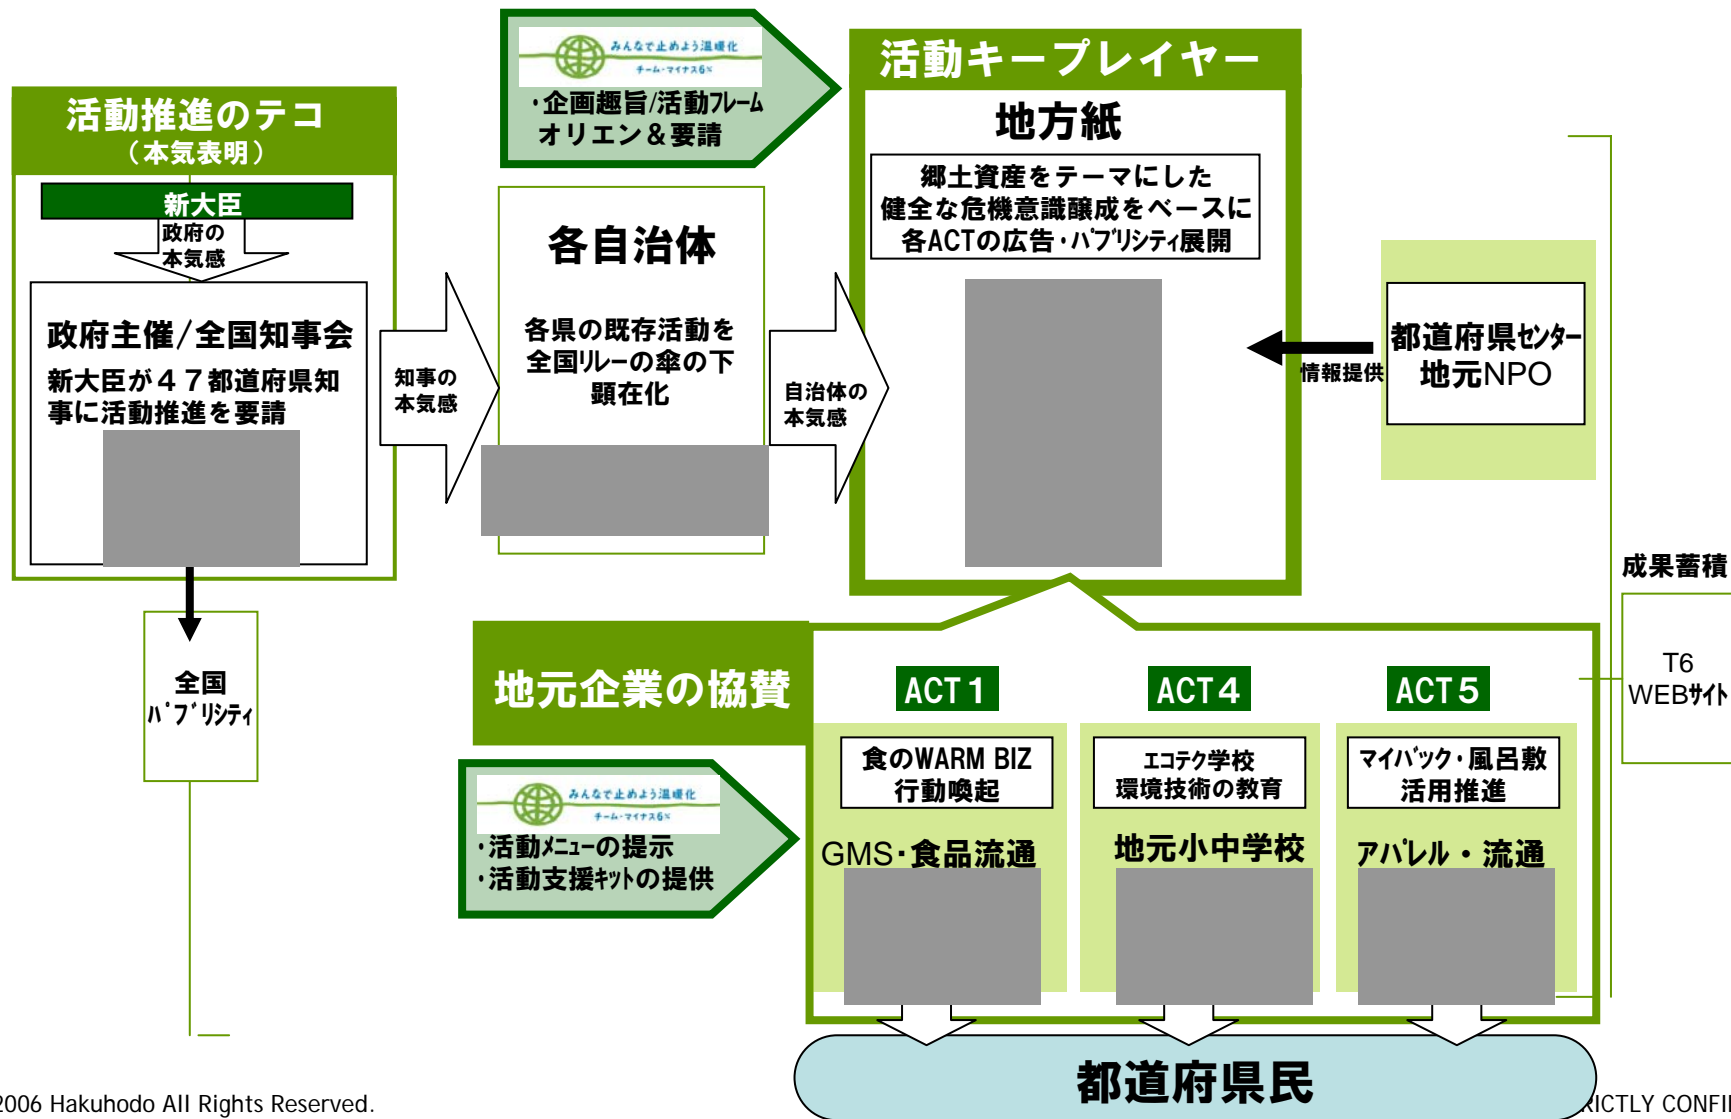 活動推進のテコ
（本気表明）
新大臣
政府の
本気感
政府主催/全国知事会
新大臣が４７都道府県知
事に活動推進を要請
全国
ﾊﾟﾌﾞﾘｼﾃｨ
知事の
本気感
みんなで止めよう温暖化
チーム・マイナス6%
・企画趣旨/活動ﾌﾚｰﾑ
オリエン＆要請
各自治体
各県の既存活動を
全国リレーの傘の下
顕在化
自治体の
本気感
活動キープレイヤー
地方紙
郷土資産をテーマにした
健全な危機意識醸成をベースに
各ACTの広告・ﾊﾟﾌﾞﾘｼﾃｨ展開
情報提供
都道府県ｾﾝﾀｰ
地元NPO
成果蓄積
T6
WEBｻｲﾄ
地元企業の協賛
みんなで止めよう温暖化
チーム・マイナス6%
・活動ﾒﾆｭｰの提示
・活動支援ｷｯﾄの提供
ACT１
食のWARM BIZ
行動喚起
GMS・食品流通
ACT４
エコテク学校
環境技術の教育
地元小中学校
ACT５
マイバック・風呂敷
活用推進
ｱﾊﾟﾚﾙ・流通
都道府県民
2006 Hakuhodo All Rights Reserved.
RICTLY CONFI